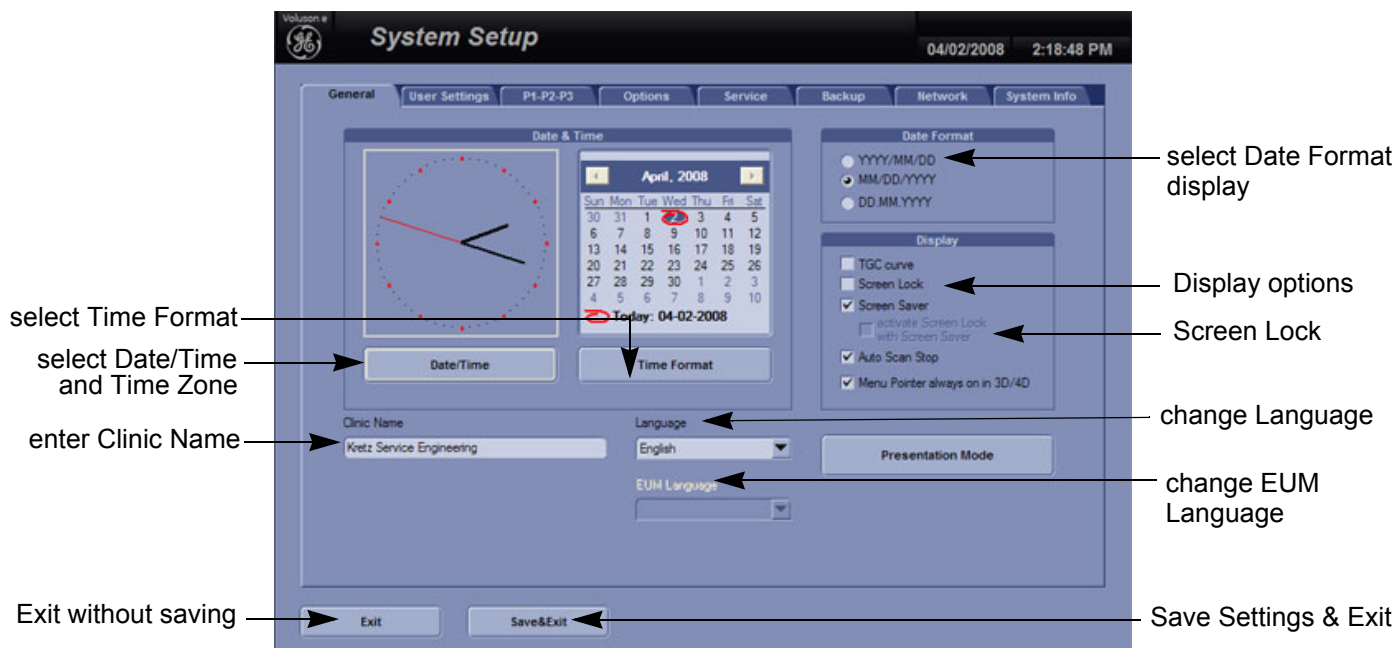 Voluson e
System Setup
04/02/2008 2:18:48 PM
General User Settings P1-P2-P3 Options Service Backup Network System Info
Date & Time
April, 2008
Sun Mon Tue Wed Thu Fri Sat
30 31 1 2 3 4 5
6 7 8 9 10 11 12
13 14 15 16 17 18 19
20 21 22 23 24 25 26
27 28 29 30 1 2 3
4 5 6 7 8 9 10
Today: 04-02-2008
Date/Time
Time Format
Date Format
YYYY/MM/DD
MM/DD/YYYY
DD.MM.YYYY
Display
TGC curve
Screen Lock
Screen Saver
activate Screen Lock
with Screen Saver
Auto Scan Stop
Menu Pointer always on in 3D/4D
Clinic Name
Kretz Service Engineering
Language
English
EUM Language
Presentation Mode
Exit
Save&Exit
select Time Format
select Date/Time
and Time Zone
enter Clinic Name
Exit without saving
select Date Format
display
Display options
Screen Lock
change Language
change EUM
Language
Save Settings & Exit